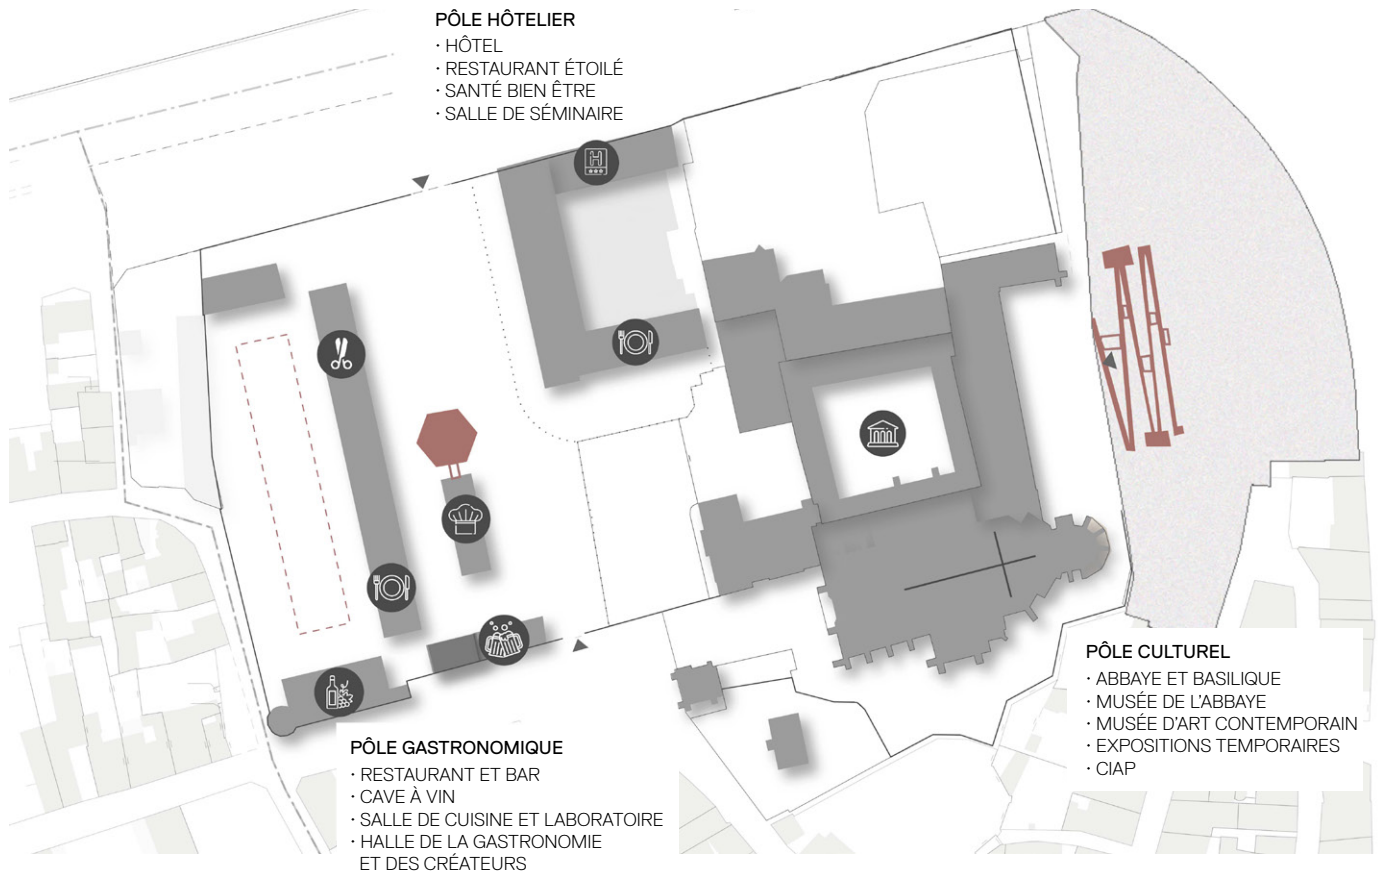 PÔLE HÔTELIER
· HÔTEL
· RESTAURANT ÉTOILÉ
· SANTÉ BIEN ÊTRE
· SALLE DE SÉMINAIRE
H
PÔLE CULTUREL
· ABBAYE ET BASILIQUE
· MUSÉE DE L'ABBAYE
· MUSÉE D'ART CONTEMPORAIN
· EXPOSITIONS TEMPORAIRES
· CIAP
PÔLE GASTRONOMIQUE
· RESTAURANT ET BAR
· CAVE À VIN
· SALLE DE CUISINE ET LABORATOIRE
· HALLE DE LA GASTRONOMIE
ET DES CRÉATEURS